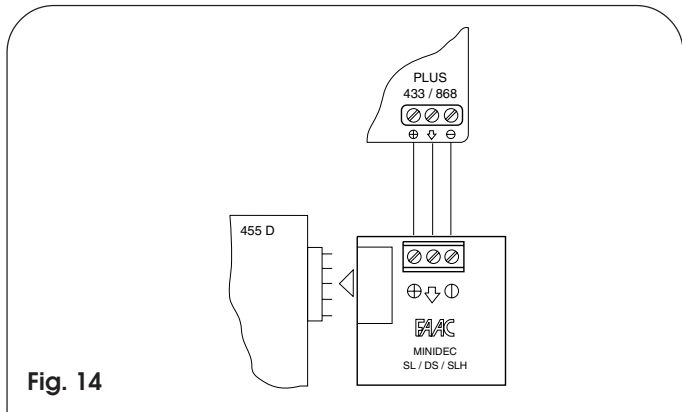 PLUS
433 / 868
455 D
FAAC
MINIDEC
SL / DS / SLH
Fig. 14